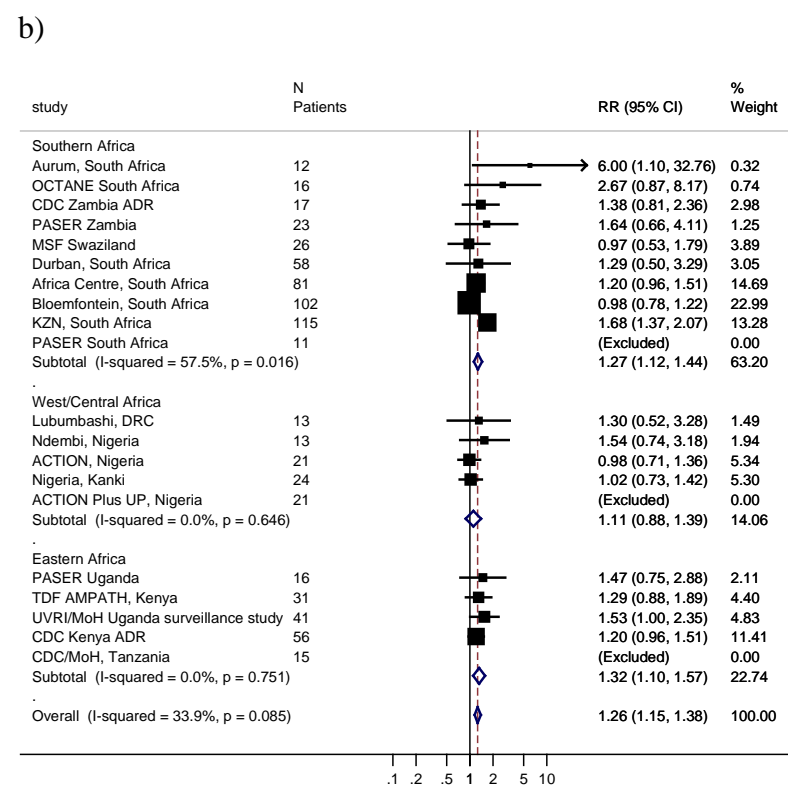 b)
N %
study Patients RR (95% CI) Weight
Southern Africa
Aurum, South Africa 12 6.00 (1.10, 32.76) 0.32
OCTANE South Africa 16 2.67 (0.87, 8.17) 0.74
CDC Zambia ADR 17 1.38 (0.81, 2.36) 2.98
PASER Zambia 23 1.64 (0.66, 4.11) 1.25
MSF Swaziland 26 0.97 (0.53, 1.79) 3.89
Durban, South Africa 58 1.29 (0.50, 3.29) 3.05
Africa Centre, South Africa 81 1.20 (0.96, 1.51) 14.69
Bloemfontein, South Africa 102 0.98 (0.78, 1.22) 22.99
KZN, South Africa 115 1.68 (1.37, 2.07) 13.28
PASER South Africa 11 (Excluded) 0.00
Subtotal (I-squared = 57.5%, p = 0.016) 1.27 (1.12, 1.44) 63.20
.
West/Central Africa
Lubumbashi, DRC 13 1.30 (0.52, 3.28) 1.49
Ndembi, Nigeria 13 1.54 (0.74, 3.18) 1.94
ACTION, Nigeria 21 0.98 (0.71, 1.36) 5.34
Nigeria, Kanki 24 1.02 (0.73, 1.42) 5.30
ACTION Plus UP, Nigeria 21 (Excluded) 0.00
Subtotal (I-squared = 0.0%, p = 0.646) 1.11 (0.88, 1.39) 14.06
.
Eastern Africa
PASER Uganda 16 1.47 (0.75, 2.88) 2.11
TDF AMPATH, Kenya 31 1.29 (0.88, 1.89) 4.40
UVRI/MoH Uganda surveillance study 41 1.53 (1.00, 2.35) 4.83
CDC Kenya ADR 56 1.20 (0.96, 1.51) 11.41
CDC/MoH, Tanzania 15 (Excluded) 0.00
Subtotal (I-squared = 0.0%, p = 0.751) 1.32 (1.10, 1.57) 22.74
.
Overall (I-squared = 33.9%, p = 0.085) 1.26 (1.15, 1.38) 100.00
.1 .2 .5 1 2 5 10